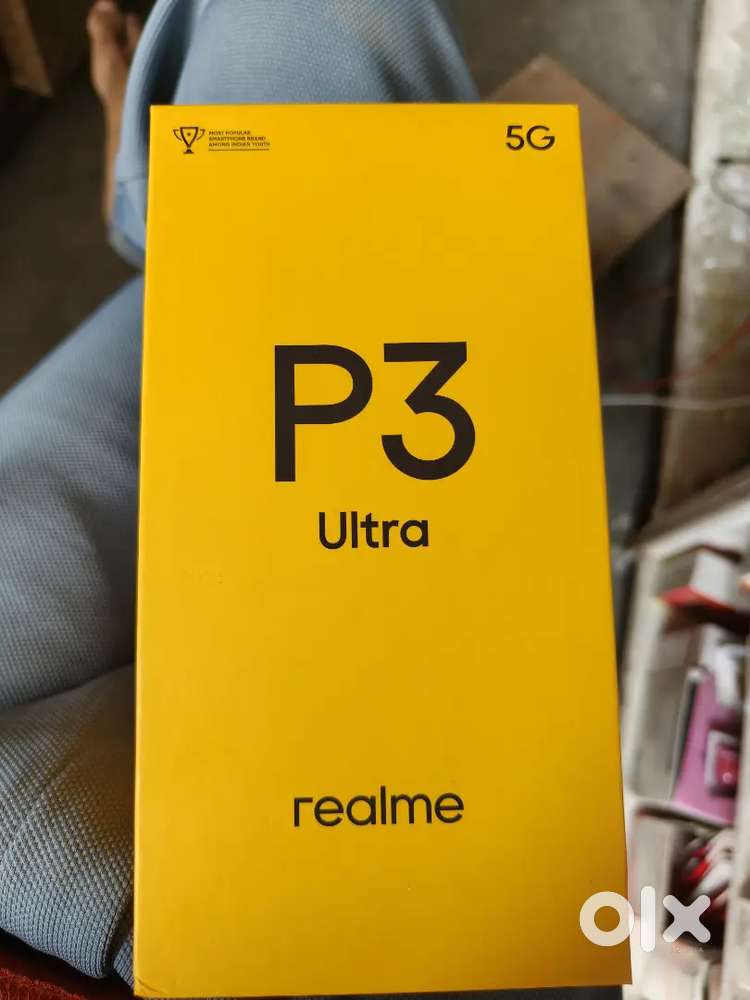 MOST POPULAR
SMARTPHONE BRAND
AMONG INDIAN YOUTH
5G
P3
Ultra
realme
olx